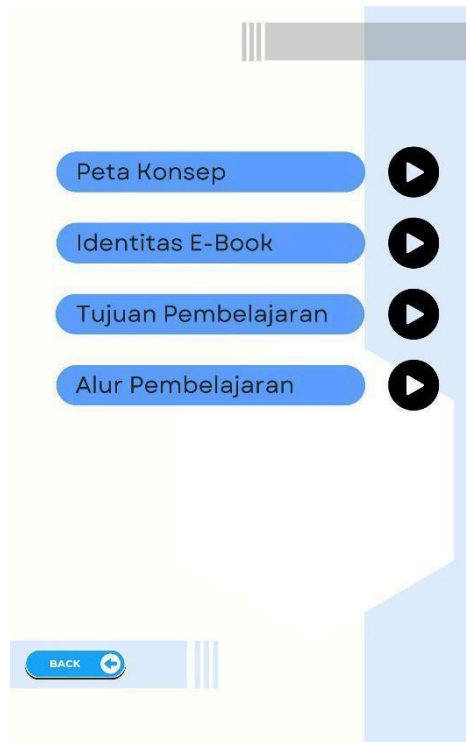 Peta Konsep
Identitas E-Book
Tujuan Pembelajaran
Alur Pembelajaran
BACK